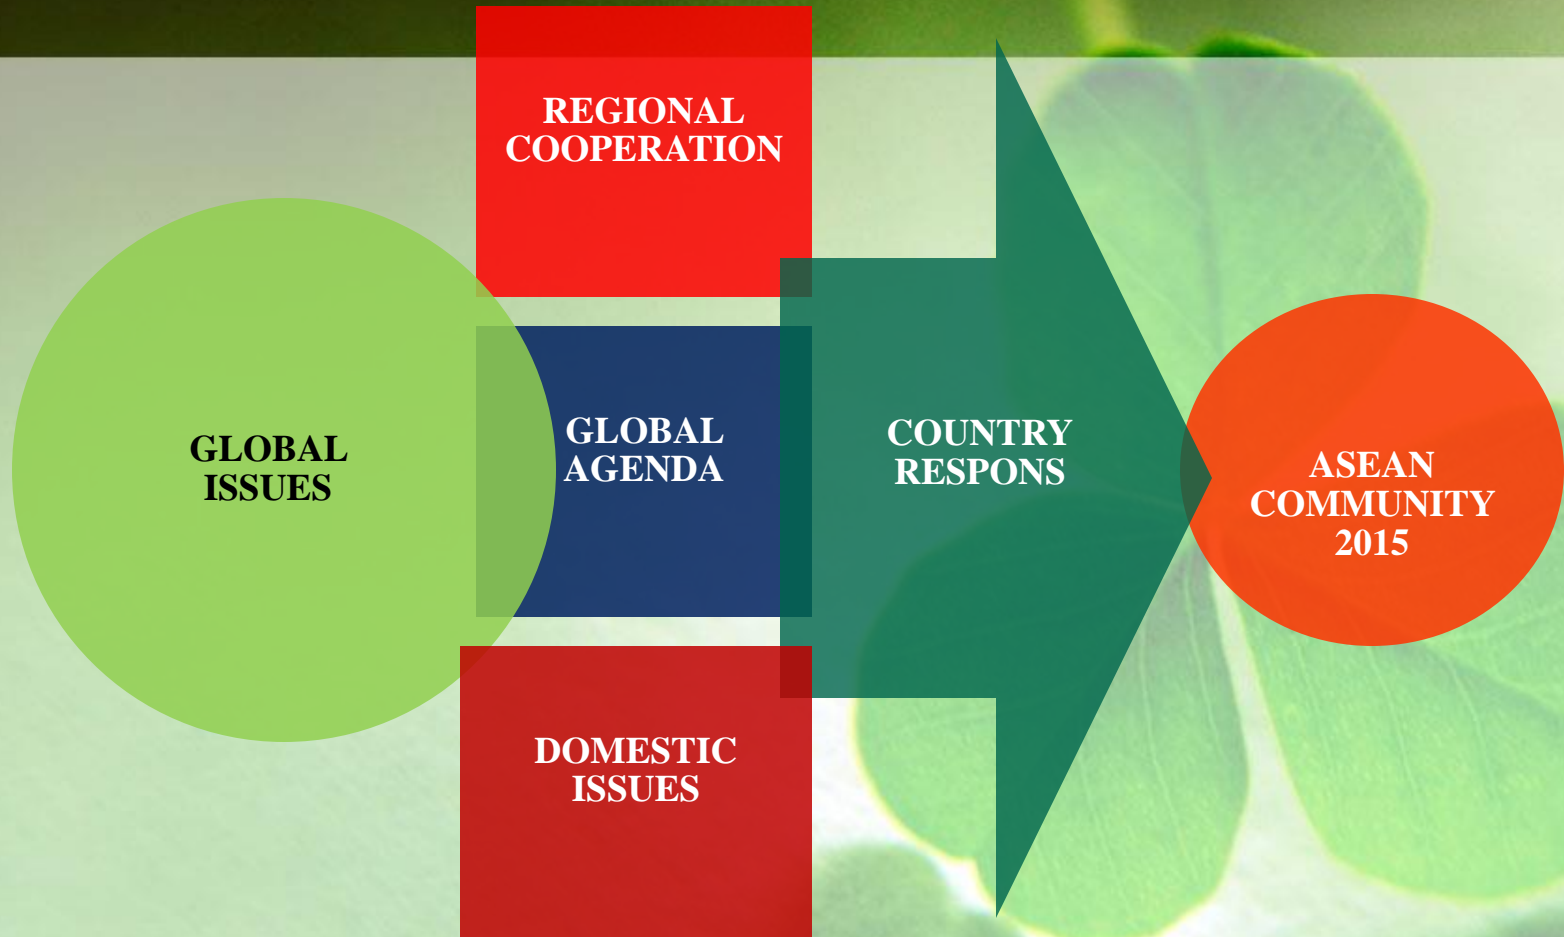 REGIONAL
COOPERATION
GLOBAL
ISSUES
GLOBAL
AGENDA
COUNTRY
RESPONS
ASEAN
COMMUNITY
2015
DOMESTIC
ISSUES